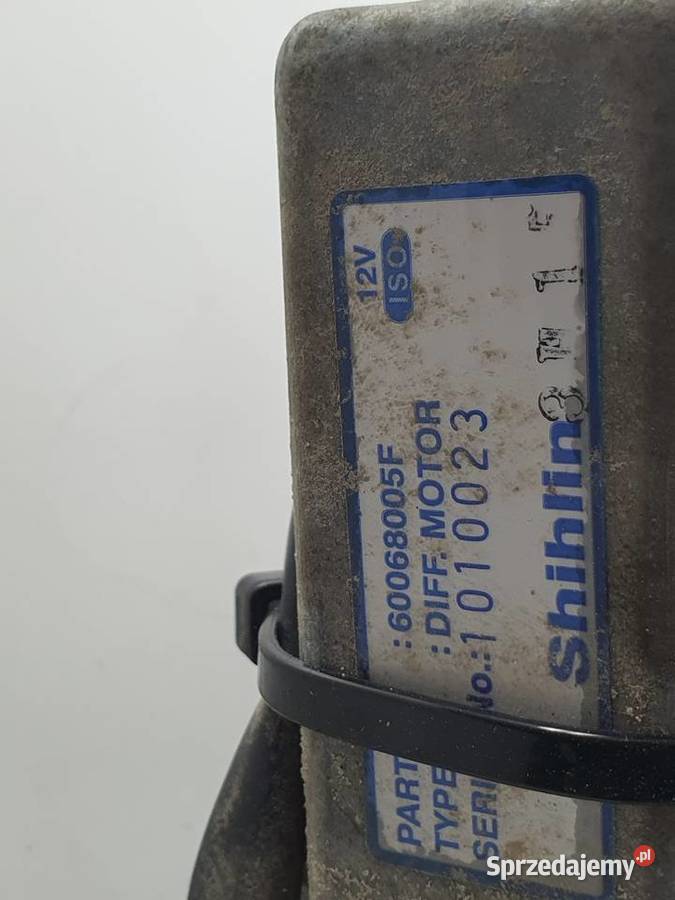 12V
ISO
PART : 60068005F
TYPE : DIFF. MOTOR
SERI No.: 1010023
Shihlin
Sprzedajemy.pl